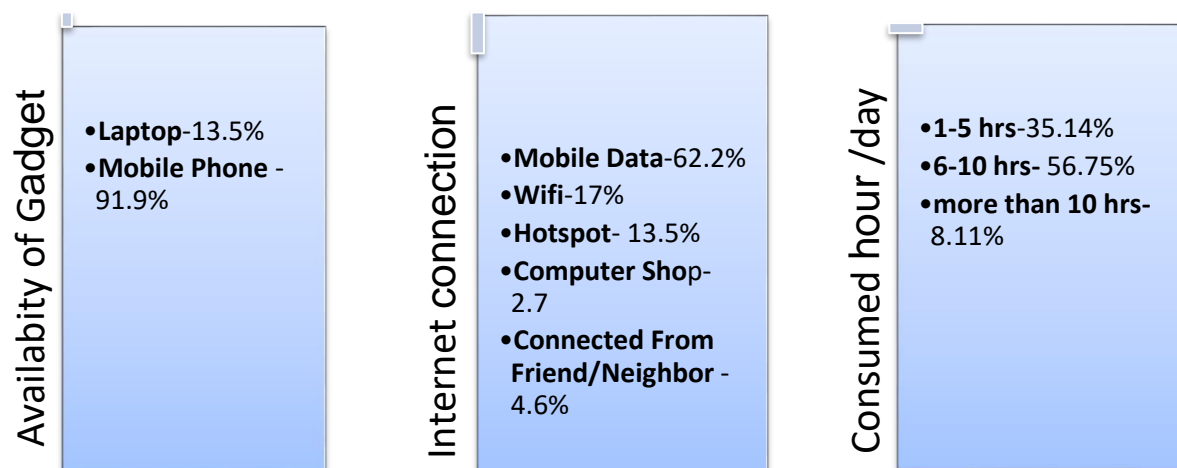 Availabity of Gadget
•Laptop-13.5%
•Mobile Phone -
91.9%
Internet connection
•Mobile Data-62.2%
•Wifi-17%
•Hotspot- 13.5%
•Computer Shop-
2.7
•Connected From
Friend/Neighbor -
4.6%
Consumed hour /day
•1-5 hrs-35.14%
•6-10 hrs- 56.75%
•more than 10 hrs-
8.11%